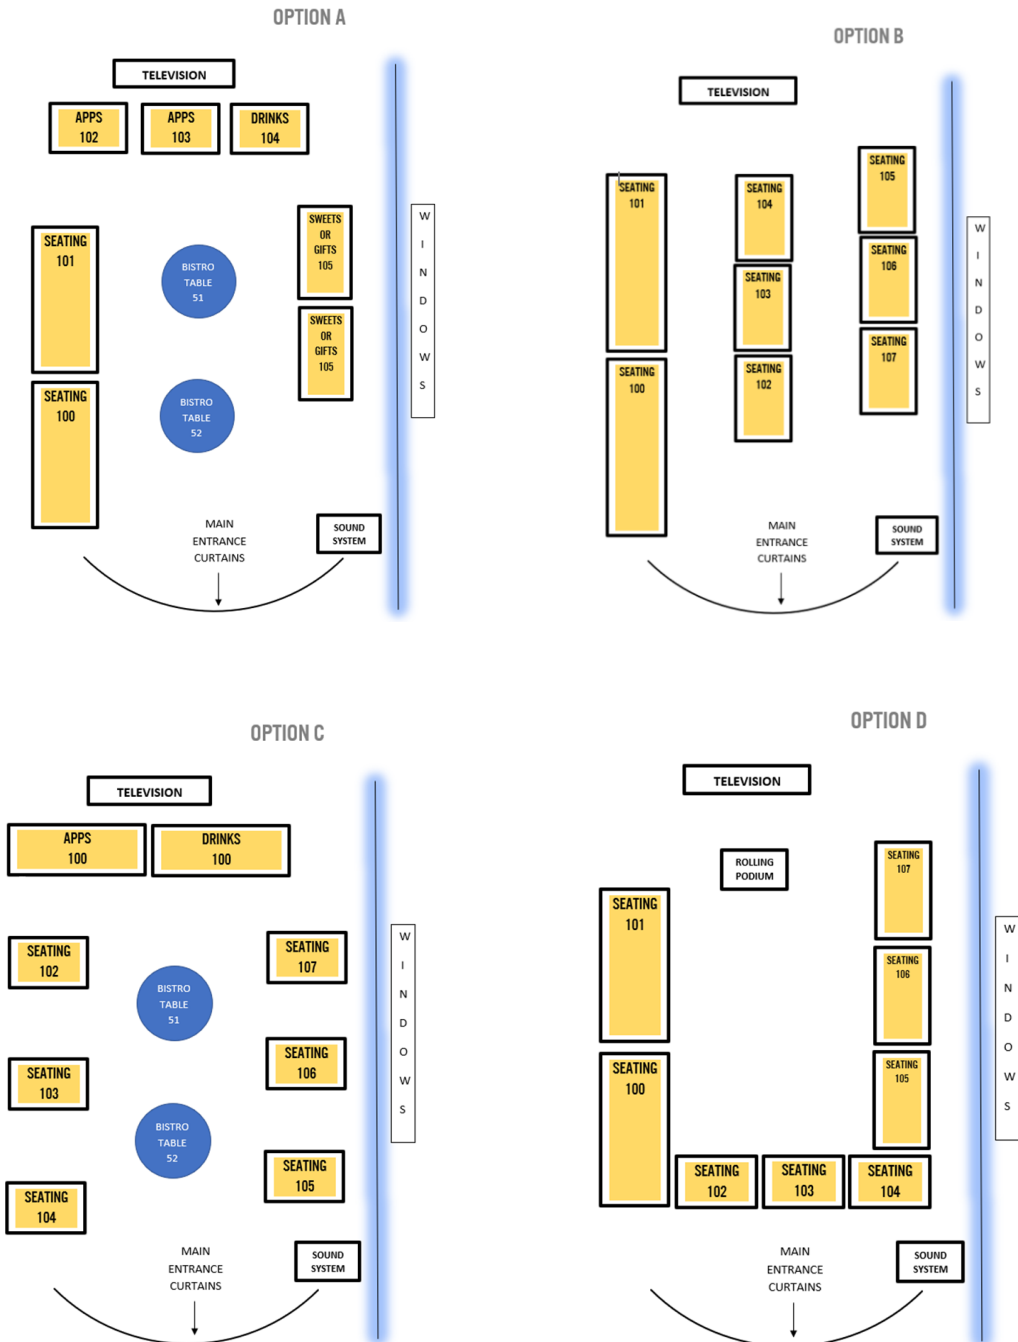 OPTION A
TELEVISION
APPS
102
APPS
103
DRINKS
104
SEATING
101
BISTRO
TABLE
51
SWEETS
OR
GIFTS
105
WINDOWS
SEATING
100
BISTRO
TABLE
52
SWEETS
OR
GIFTS
105
MAIN
ENTRANCE
CURTAINS
SOUND
SYSTEM
OPTION B
TELEVISION
SEATING
101
SEATING
104
SEATING
105
SEATING
103
SEATING
106
WINDOWS
SEATING
100
SEATING
102
SEATING
107
MAIN
ENTRANCE
CURTAINS
SOUND
SYSTEM
OPTION C
TELEVISION
APPS
100
DRINKS
100
SEATING
102
BISTRO
TABLE
51
SEATING
107
WINDOWS
SEATING
103
SEATING
106
SEATING
104
BISTRO
TABLE
52
SEATING
105
MAIN
ENTRANCE
CURTAINS
SOUND
SYSTEM
OPTION D
TELEVISION
ROLLING
PODIUM
SEATING
107
SEATING
101
SEATING
106
WINDOWS
SEATING
100
SEATING
105
SEATING
102
SEATING
103
SEATING
104
MAIN
ENTRANCE
CURTAINS
SOUND
SYSTEM